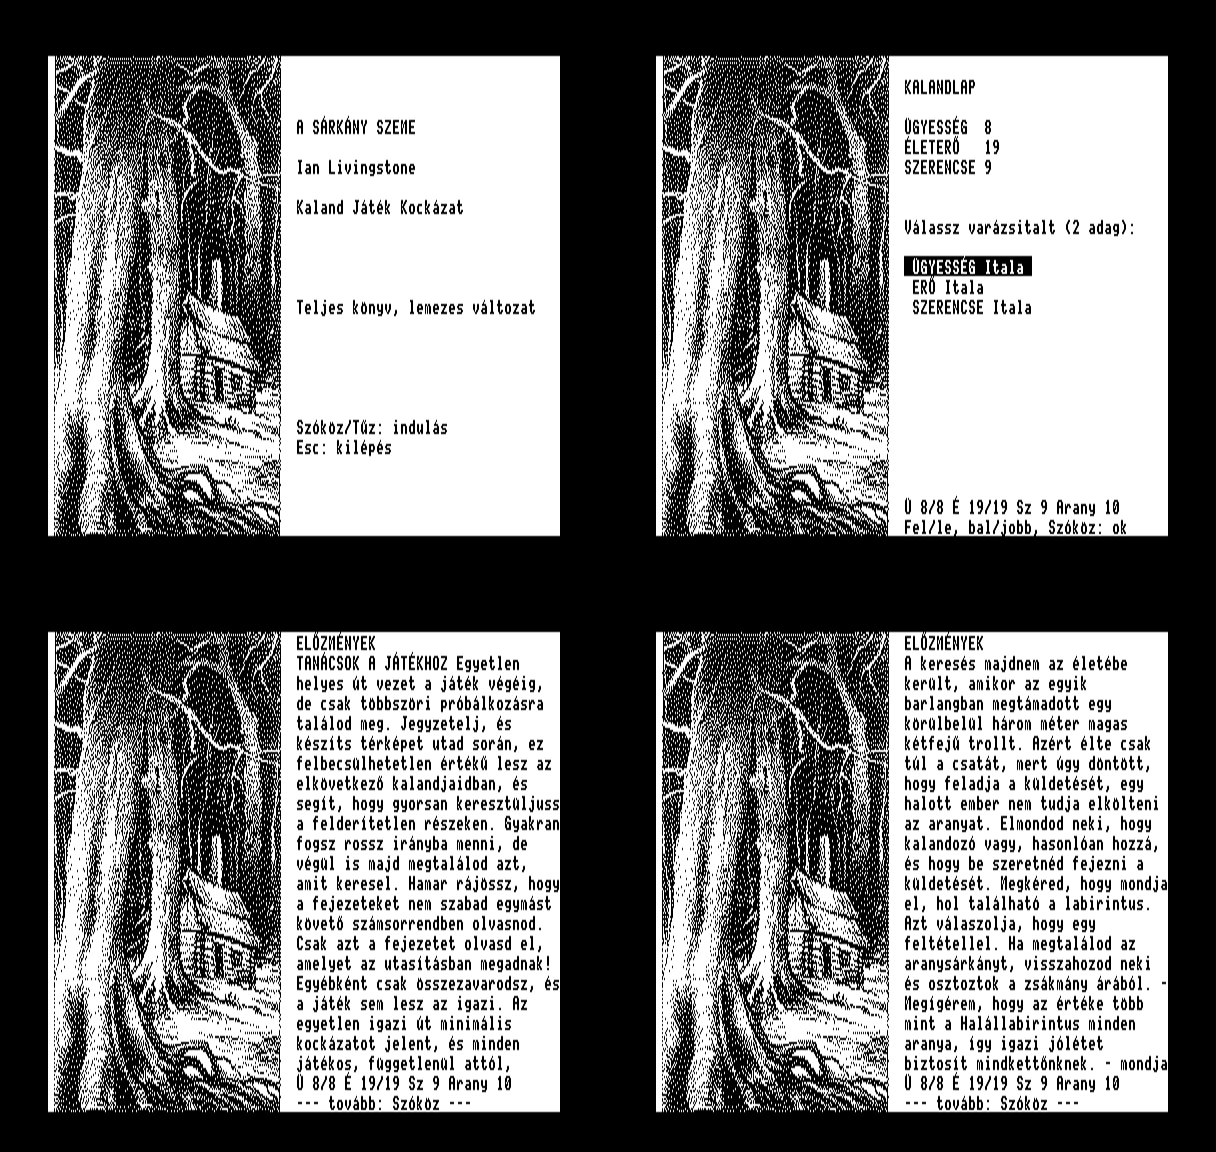 A SÁRKÁNY SZEME
Ian Livingstone
Kaland Játék Kockázat
Teljes könyv, lemezes változat
Szóköz/Tűz: indulás
Esc: kilépés
KALANDLAP
ÜGYESSÉG 8
ÉLETERŐ 19
SZERENCSE 9
Válassz varázsitalt (2 adag):
ÜGYESSÉG Itala
ERŐ Itala
SZERENCSE Itala
Ü 8/8 É 19/19 Sz 9 Arany 10
Fel/le, bal/jobb, Szóköz: ok
ELŐZMÉNYEK
TANÁCSOK A JÁTÉKHOZ Egyetlen
helyes út vezet a játék végéig,
de csak többszöri próbálkozásra
találod meg. Jegyzetelj, és
készíts térképet utad során, ez
felbecsülhetetlen értékű lesz az
elkövetkező kalandjaidban, és
segít, hogy gyorsan keresztüljuss
a felderítetlen részeken. Gyakran
fogsz rossz irányba menni, de
végül is majd megtalálod azt,
amit keresel. Hamar rájössz, hogy
a fejezeteket nem szabad egymást
követő számsorrendben olvasnod.
Csak azt a fejezetet olvasd el,
amelyet az utasításban megadnak!
Egyébként csak összezavarodsz, és
a játék sem lesz az igazi. Az
egyetlen igazi út minimális
kockázatot jelent, és minden
játékos, függetlenül attól,
Ü 8/8 É 19/19 Sz 9 Arany 10
--- tovább: Szóköz ---
ELŐZMÉNYEK
A keresés majdnem az életébe
került, amikor az egyik
barlangban megtámadott egy
körülbelül három méter magas
kétfejű trollt. Azért élte csak
túl a csatát, mert úgy döntött,
hogy feladja a küldetését, egy
halott ember nem tudja elkölteni
az aranyat. Elmondod neki, hogy
kalandozó vagy, hasonlóan hozzá,
és hogy be szeretnéd fejezni a
küldetését. Megkéred, hogy mondja
el, hol található a labirintus.
Azt válaszolja, hogy egy
feltétellel. Ha megtalálod az
aranysárkányt, visszahozod neki
és osztoztok a zsákmány árából. -
Megígérem, hogy az értéke több
mint a Halállabirintus minden
aranya, így igazi jólétet
biztosít mindkettőnknek. - mondja
Ü 8/8 É 19/19 Sz 9 Arany 10
--- tovább: Szóköz ---